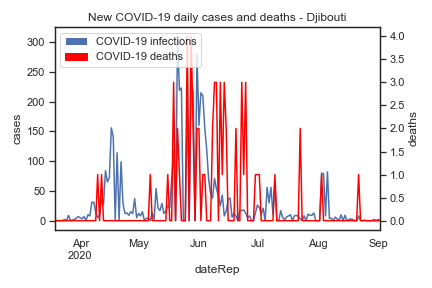 New COVID-19 daily cases and deaths - Djibouti
COVID-19 infections
COVID-19 deaths
300
250
200
150
100
50
0
cases
4.0
3.5
3.0
2.5
2.0
1.5
1.0
0.5
0.0
deaths
Apr May Jun Jul Aug Sep
2020
dateRep